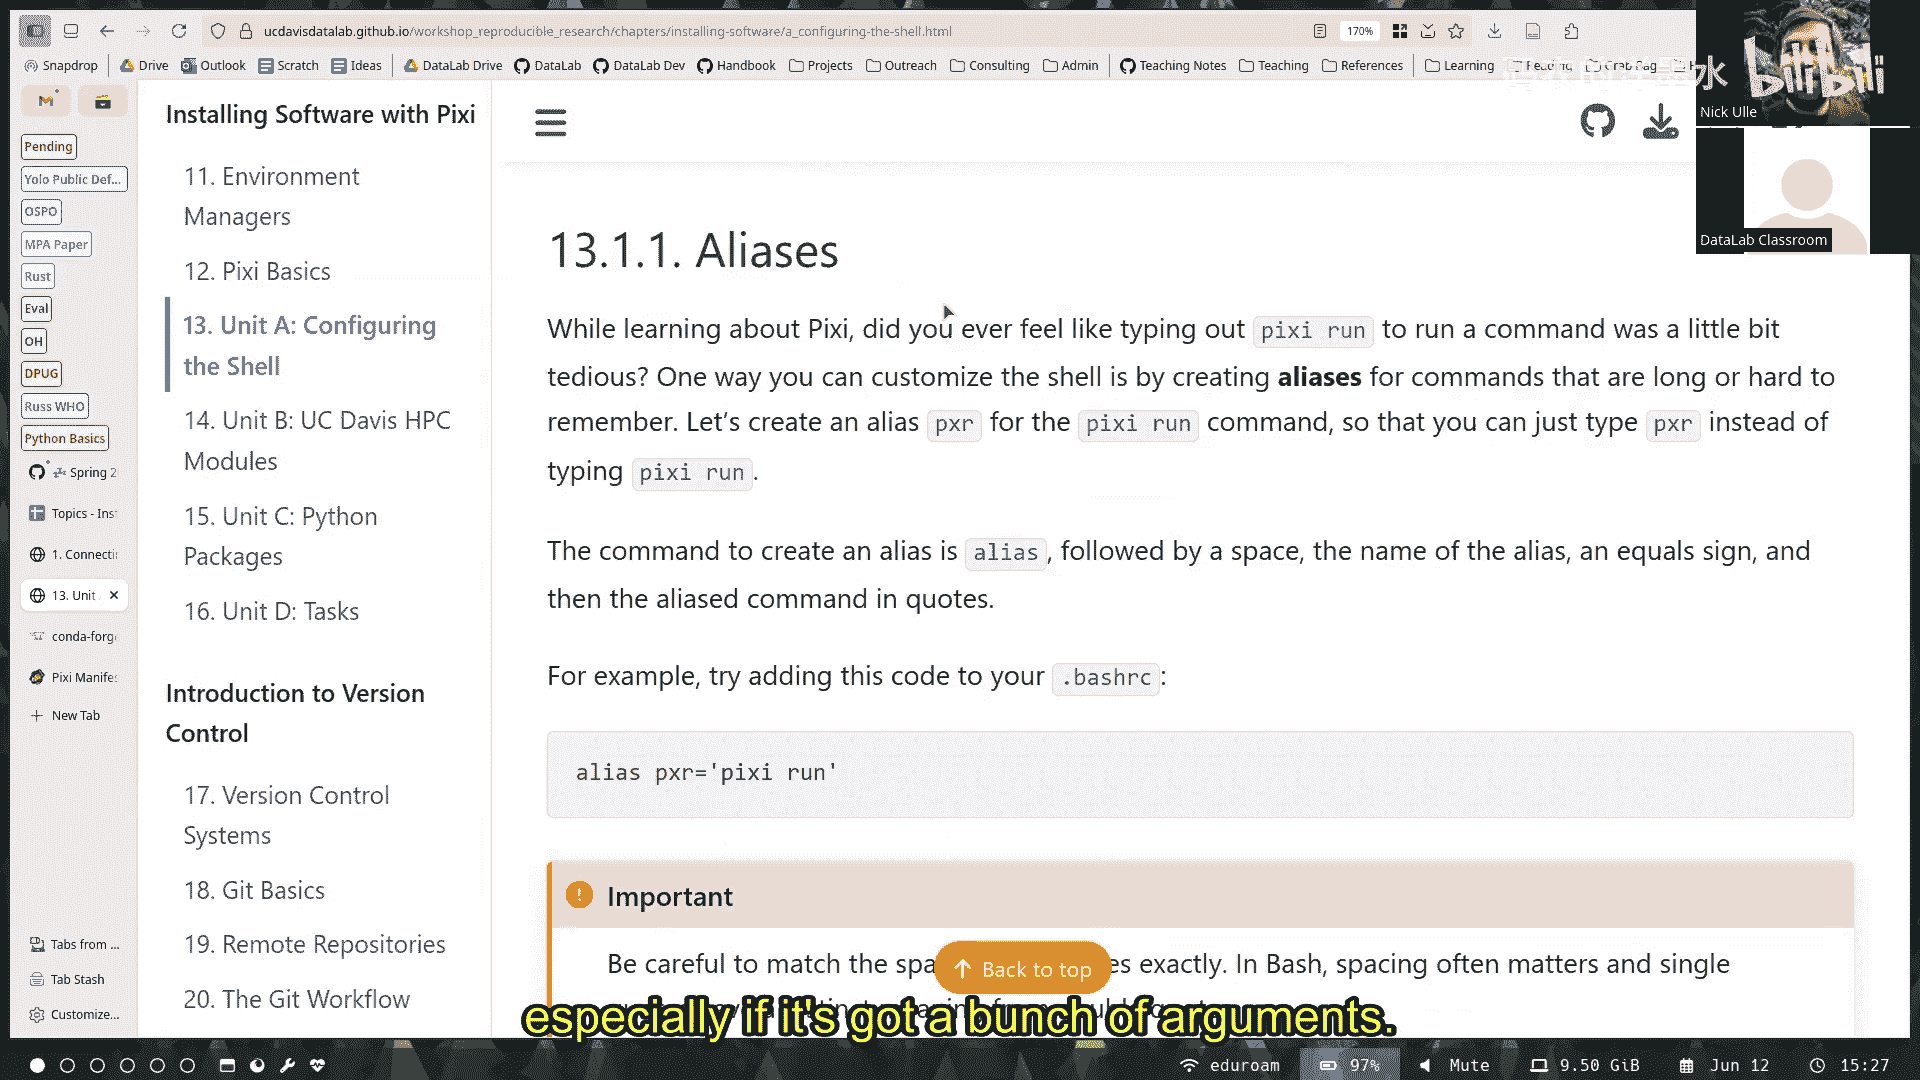 ucdavisdatalab.github.io/workshop_reproducible_research/chapters/installing-software/a_configuring-the-shell.html
170%
Snapdrop
Drive
Outlook
Scratch
Ideas
DataLab Drive
DataLab
DataLab Dev
Handbook
Projects
Outreach
Consulting
Admin
Teaching Notes
Teaching
References
Learning
bilibili
Nick Ulle
DataLab Classroom
Pending
Yolo Public Def...
OSPO
MPA Paper
Rust
Eval
OH
DPUG
Russ WHO
Python Basics
Spring 2
Topics - Inst
1. Connecti
13. Unit
conda-forg
Pixi Manifes
New Tab
Tabs from ...
Tab Stash
Customize...
Installing Software with Pixi
11. Environment
Managers
12. Pixi Basics
13. Unit A: Configuring
the Shell
14. Unit B: UC Davis HPC
Modules
15. Unit C: Python
Packages
16. Unit D: Tasks
Introduction to Version
Control
17. Version Control
Systems
18. Git Basics
19. Remote Repositories
20. The Git Workflow
13.1.1. Aliases
While learning about Pixi, did you ever feel like typing out pixi run to run a command was a little bit
tedious? One way you can customize the shell is by creating aliases for commands that are long or hard to
remember. Let's create an alias pxr for the pixi run command, so that you can just type pxr instead of
typing pixi run.
The command to create an alias is alias, followed by a space, the name of the alias, an equals sign, and
then the aliased command in quotes.
For example, try adding this code to your .bashrc:
alias pxr='pixi run'
Important
Be careful to match the spa
es exactly. In Bash, spacing often matters and single
Back to top
especially if it's got a bunch of arguments.
eduroam
97%
Mute
9.50 GiB
Jun 12
15:27